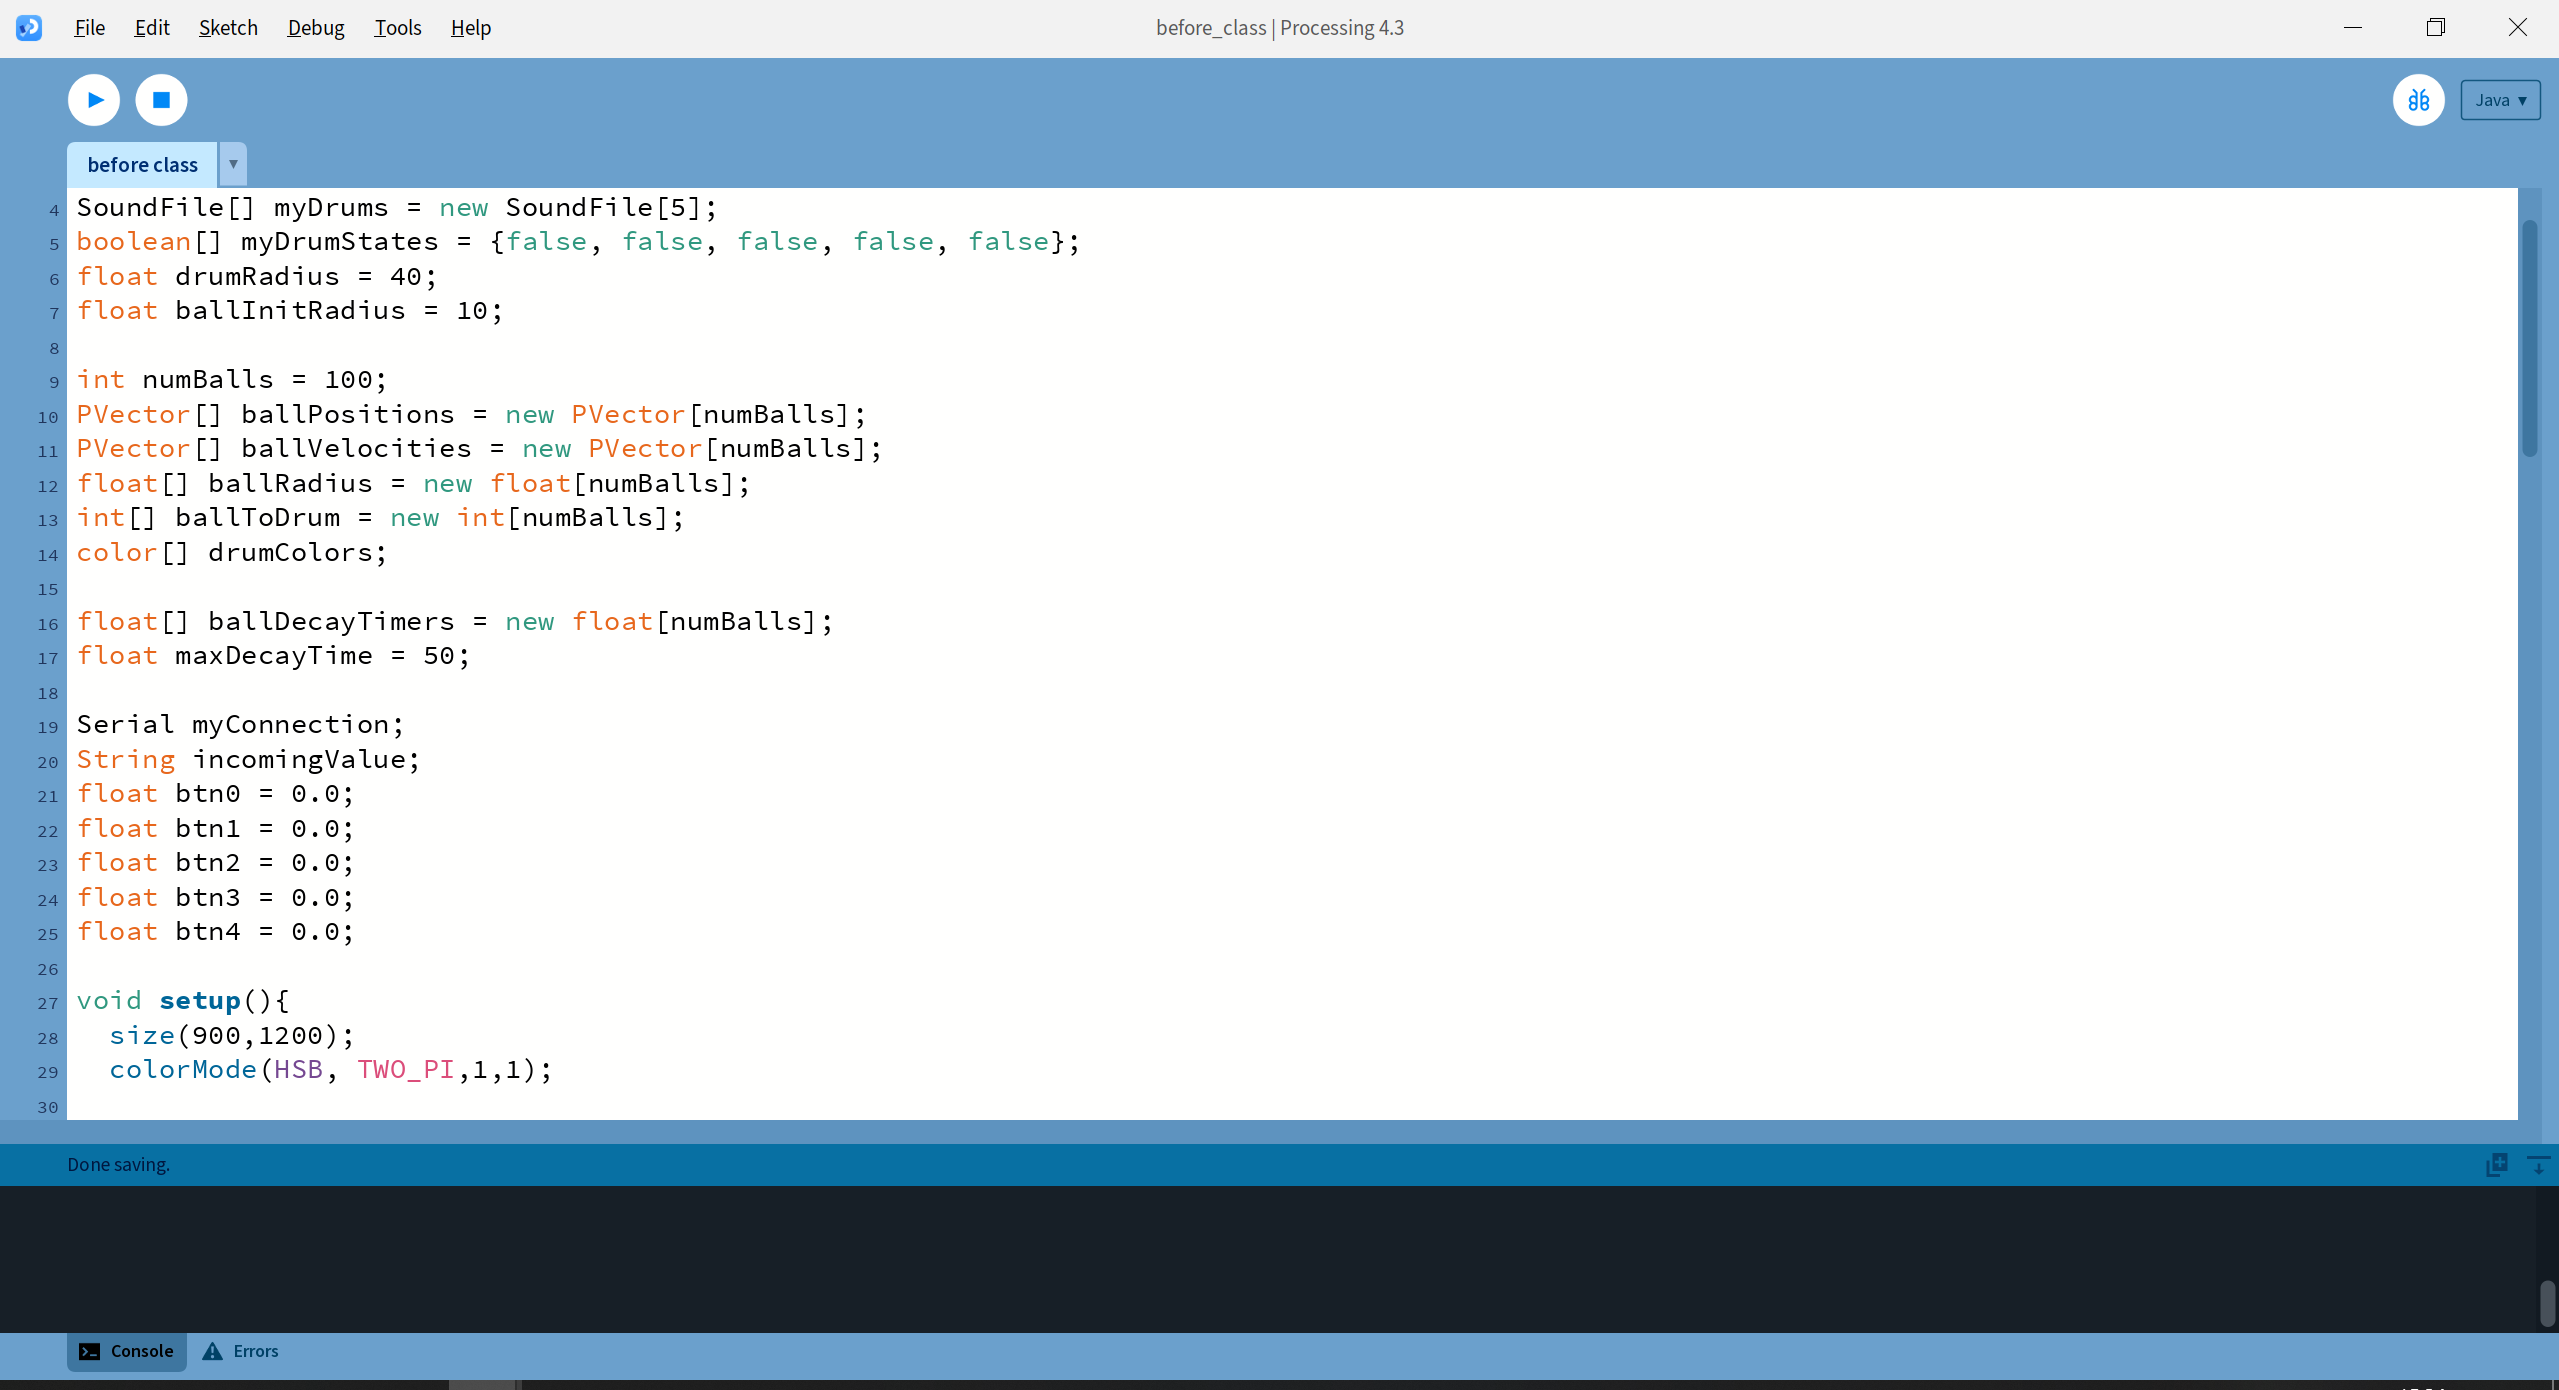 File Edit Sketch Debug Tools Help before_class | Processing 4.3
Java ▾
before class ▾
4 SoundFile[] myDrums = new SoundFile[5];
5 boolean[] myDrumStates = {false, false, false, false, false};
6 float drumRadius = 40;
7 float ballInitRadius = 10;
8
9 int numBalls = 100;
10 PVector[] ballPositions = new PVector[numBalls];
11 PVector[] ballVelocities = new PVector[numBalls];
12 float[] ballRadius = new float[numBalls];
13 int[] ballToDrum = new int[numBalls];
14 color[] drumColors;
15
16 float[] ballDecayTimers = new float[numBalls];
17 float maxDecayTime = 50;
18
19 Serial myConnection;
20 String incomingValue;
21 float btn0 = 0.0;
22 float btn1 = 0.0;
23 float btn2 = 0.0;
24 float btn3 = 0.0;
25 float btn4 = 0.0;
26
27 void setup(){
28   size(900,1200);
29   colorMode(HSB, TWO_PI,1,1);
30
Done saving.
Console Errors